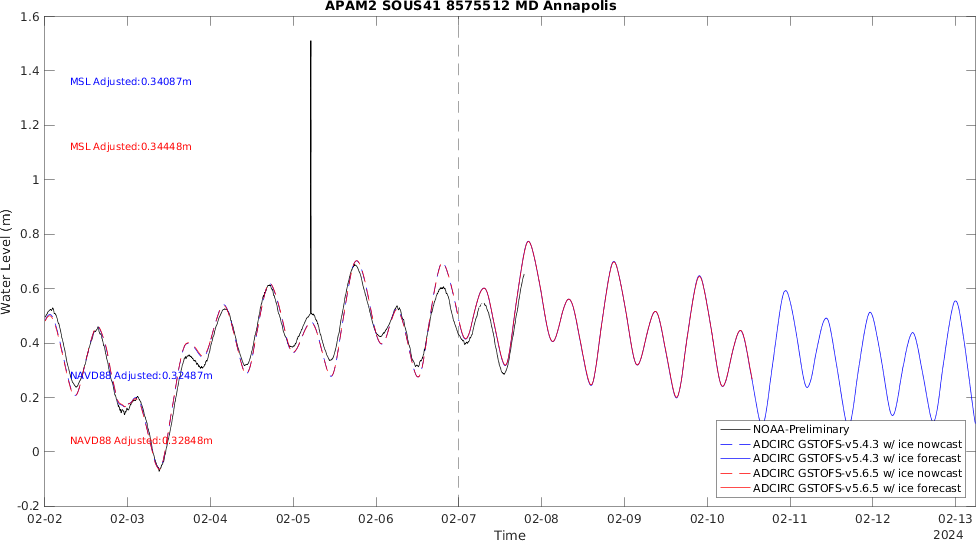 APAM2 SOUS41 8575512 MD Annapolis
1.6
1.4
1.2
1
0.8
0.6
0.4
0.2
0
-0.2
Water Level (m)
MSL Adjusted:0.34087m
MSL Adjusted:0.34448m
NAVD88 Adjusted:0.32487m
NAVD88 Adjusted:0.32848m
NOAA-Preliminary
ADCIRC GSTOFS-v5.4.3 w/ ice nowcast
ADCIRC GSTOFS-v5.4.3 w/ ice forecast
ADCIRC GSTOFS-v5.6.5 w/ ice nowcast
ADCIRC GSTOFS-v5.6.5 w/ ice forecast
02-02 02-03 02-04 02-05 02-06 02-07 02-08 02-09 02-10 02-11 02-12 02-13
2024
Time